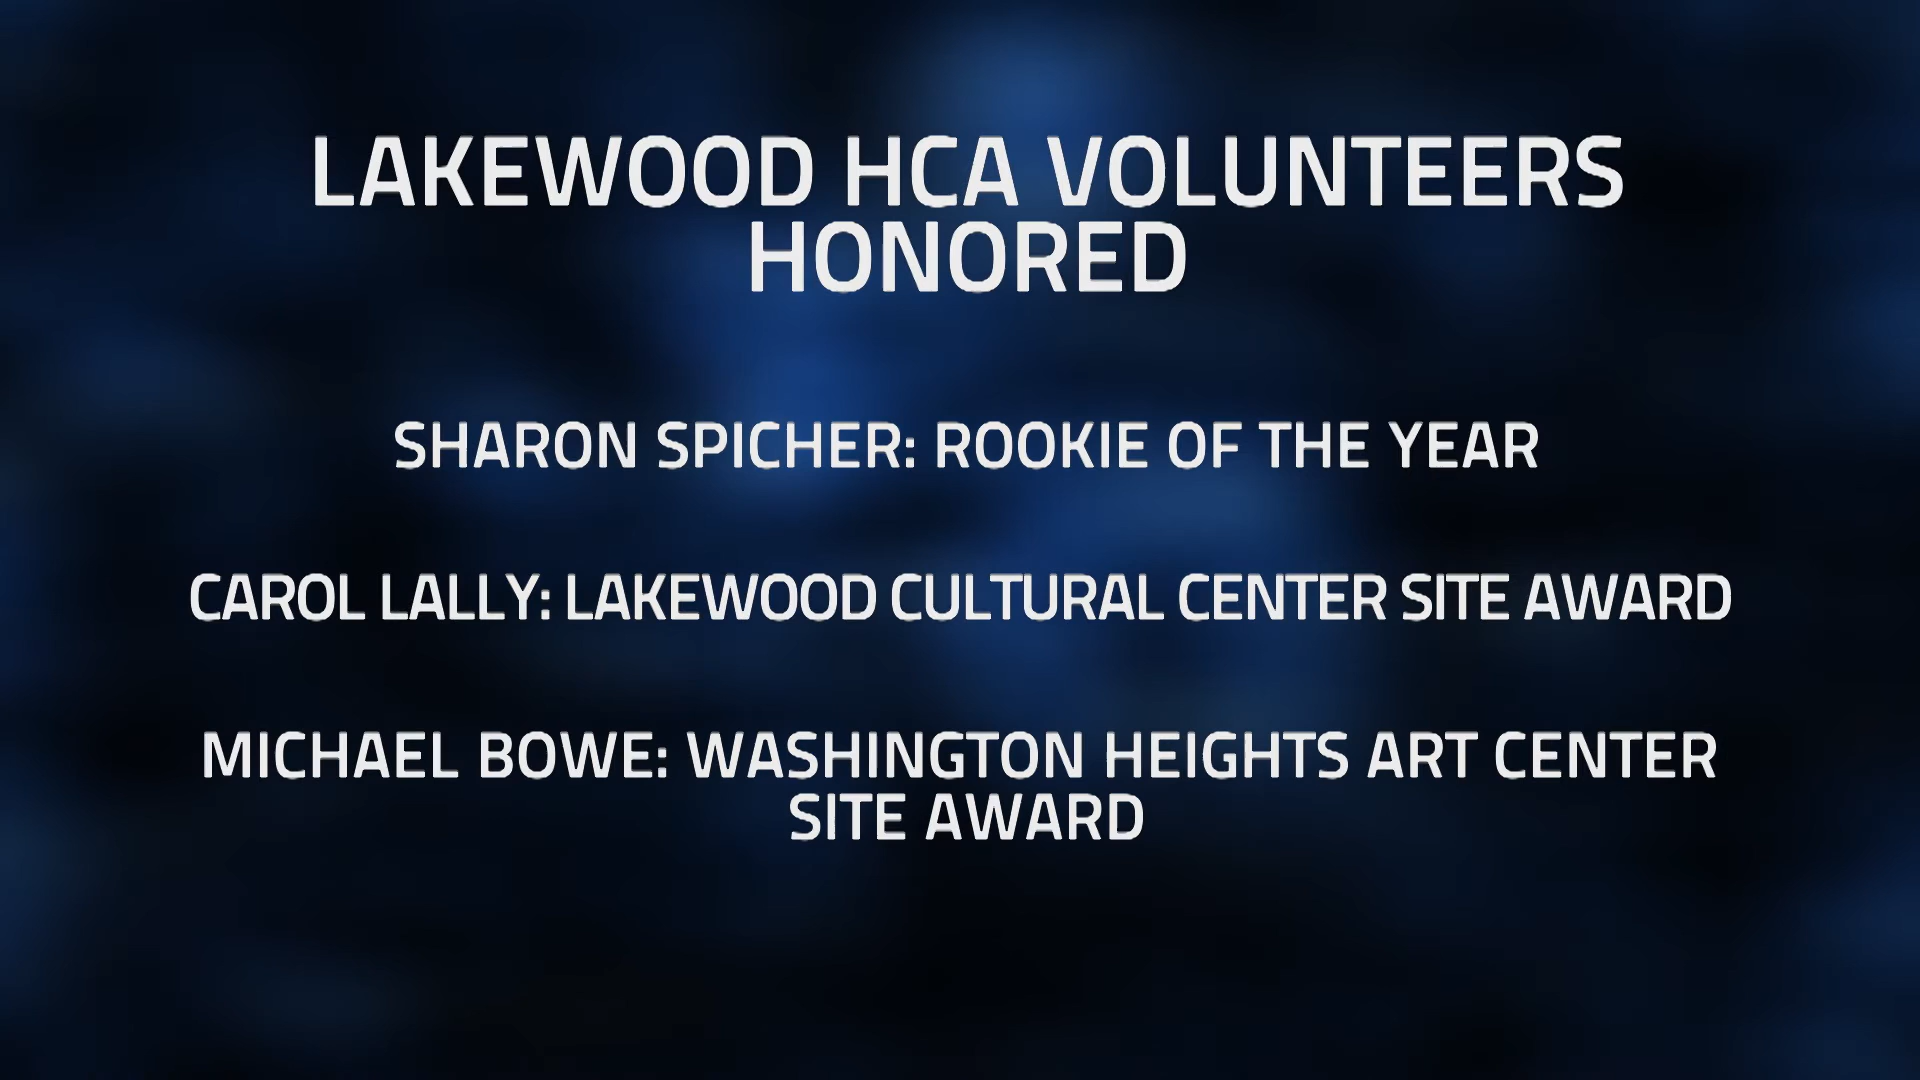 LAKEWOOD HCA VOLUNTEERS
HONORED
SHARON SPICHER: ROOKIE OF THE YEAR
CAROL LALLY: LAKEWOOD CULTURAL CENTER SITE AWARD
MICHAEL BOWE: WASHINGTON HEIGHTS ART CENTER
SITE AWARD